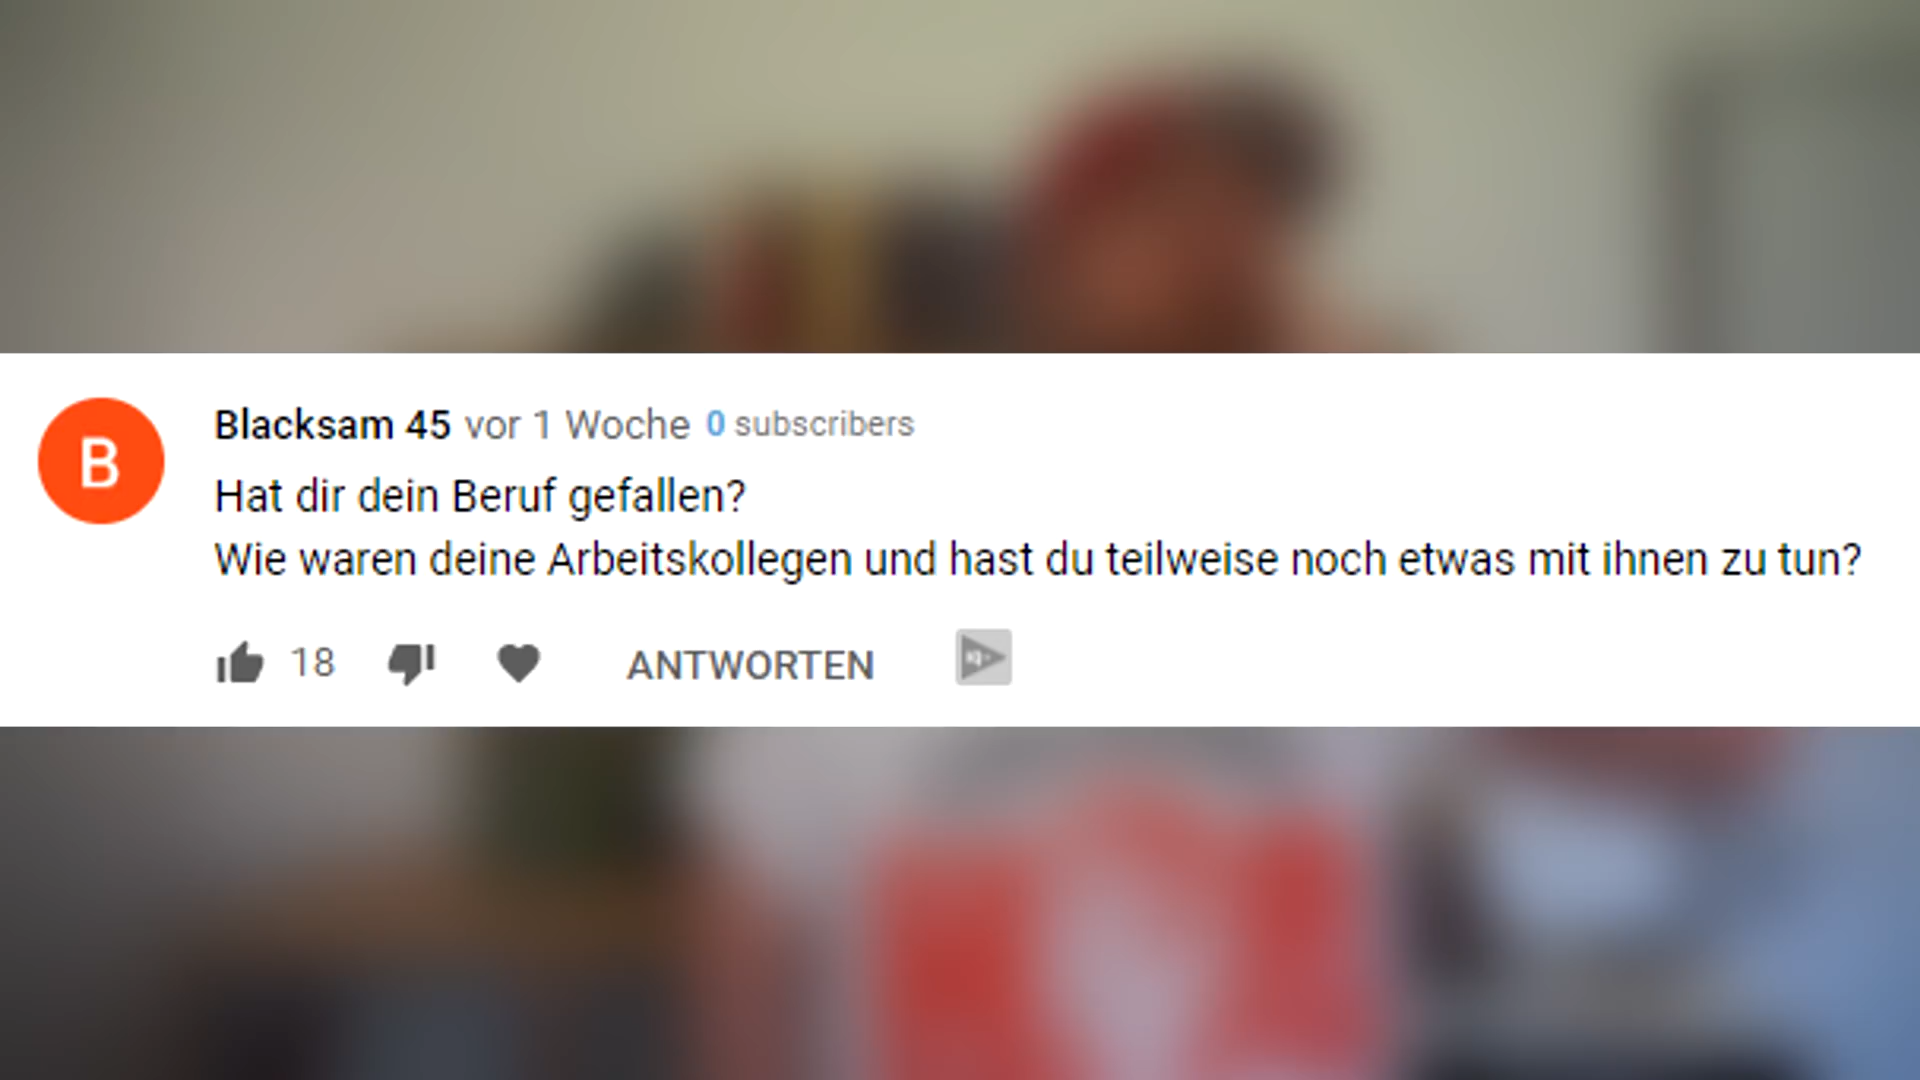 B
Blacksam 45 vor 1 Woche 0 subscribers
Hat dir dein Beruf gefallen?
Wie waren deine Arbeitskollegen und hast du teilweise noch etwas mit ihnen zu tun?
18 ANTWORTEN